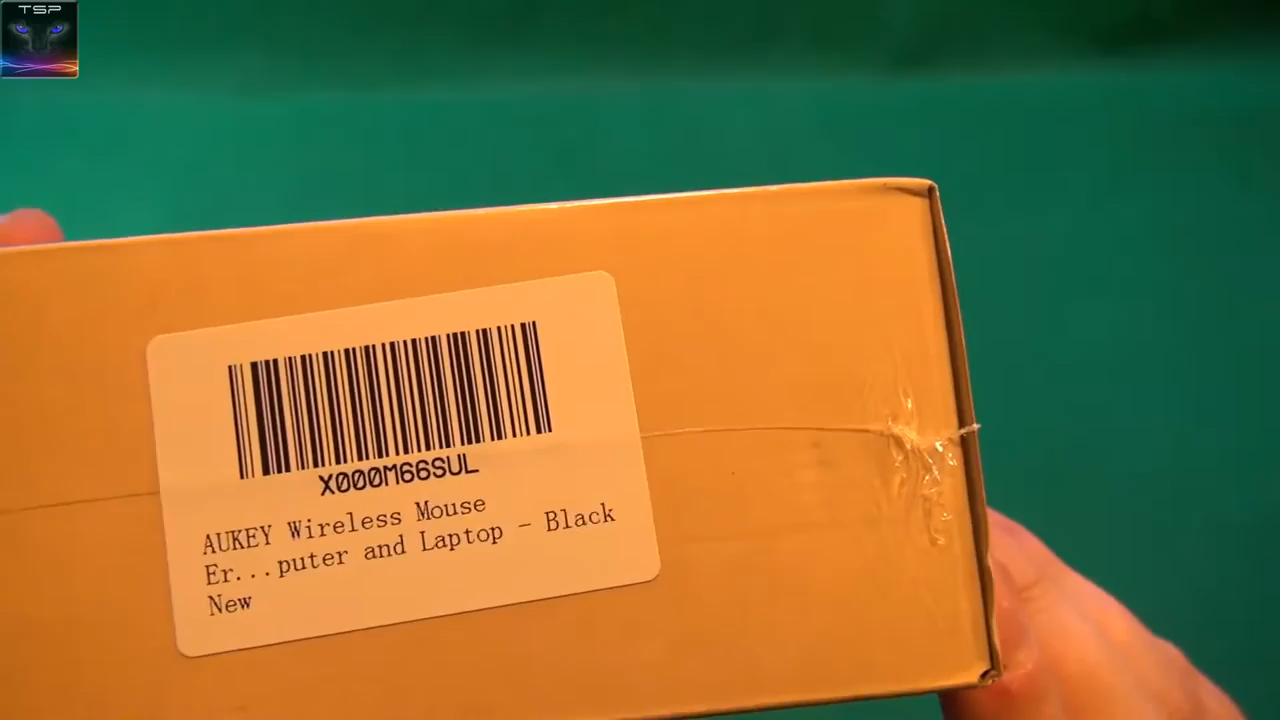 TSP
X000M66SUL
AUKEY Wireless Mouse
Er...puter and Laptop - Black
New